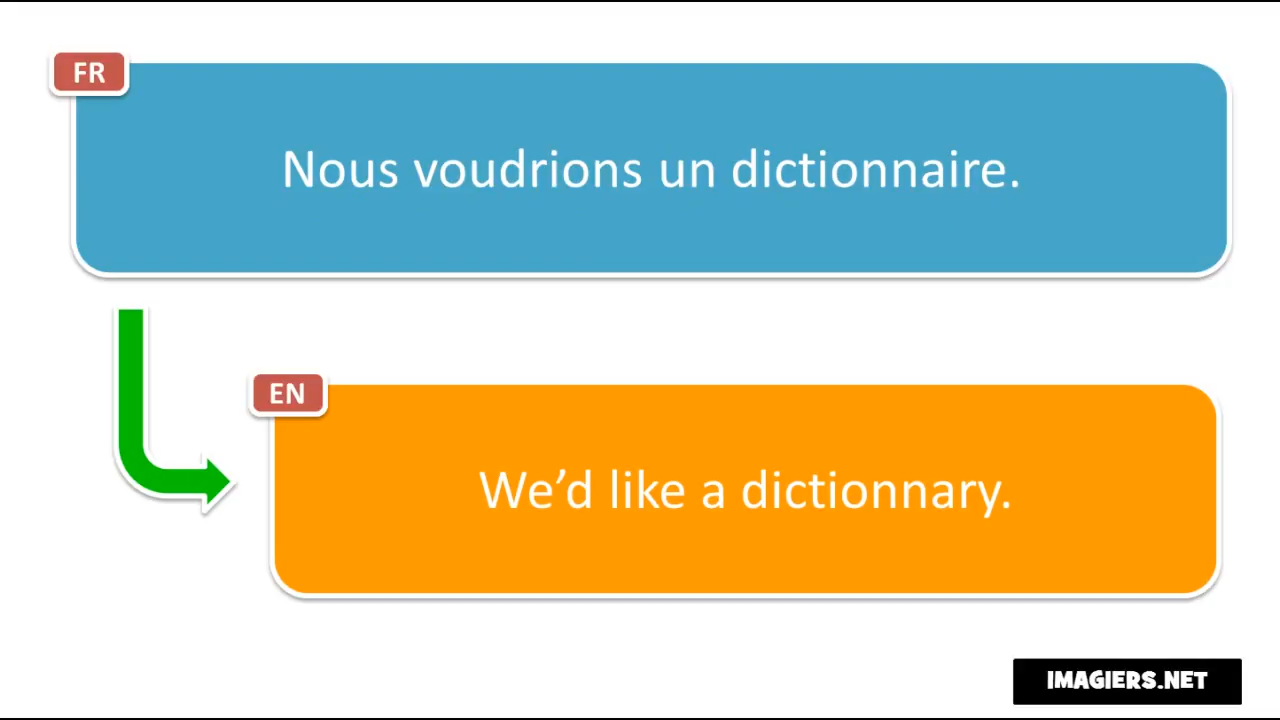 FR
Nous voudrions un dictionnaire.
EN
We’d like a dictionnary.
IMAGIERS.NET